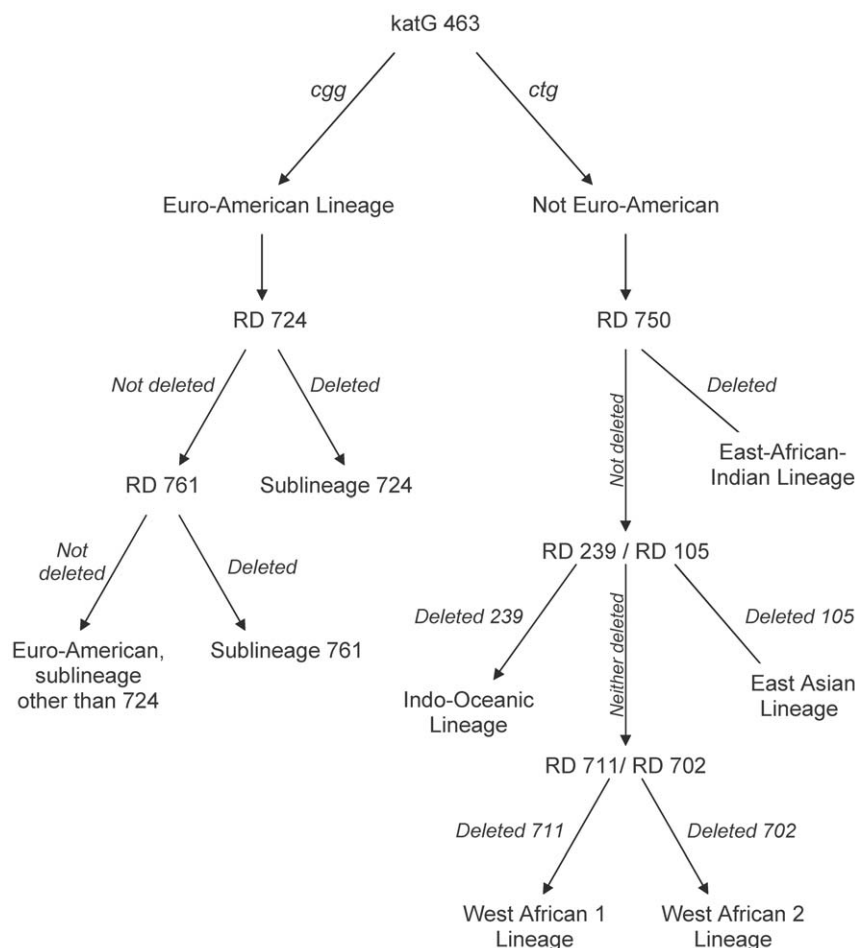 katG 463
cgg
ctg
Euro-American Lineage
Not Euro-American
RD 724
RD 750
Not deleted
Deleted
Not deleted
Deleted
East-African-
Indian Lineage
RD 761
Sublineage 724
RD 239 / RD 105
Not
deleted
Deleted
Deleted 239
Neither deleted
Deleted 105
Euro-American,
sublineage
other than 724
Sublineage 761
Indo-Oceanic
Lineage
East Asian
Lineage
RD 711/ RD 702
Deleted 711
Deleted 702
West African 1
Lineage
West African 2
Lineage